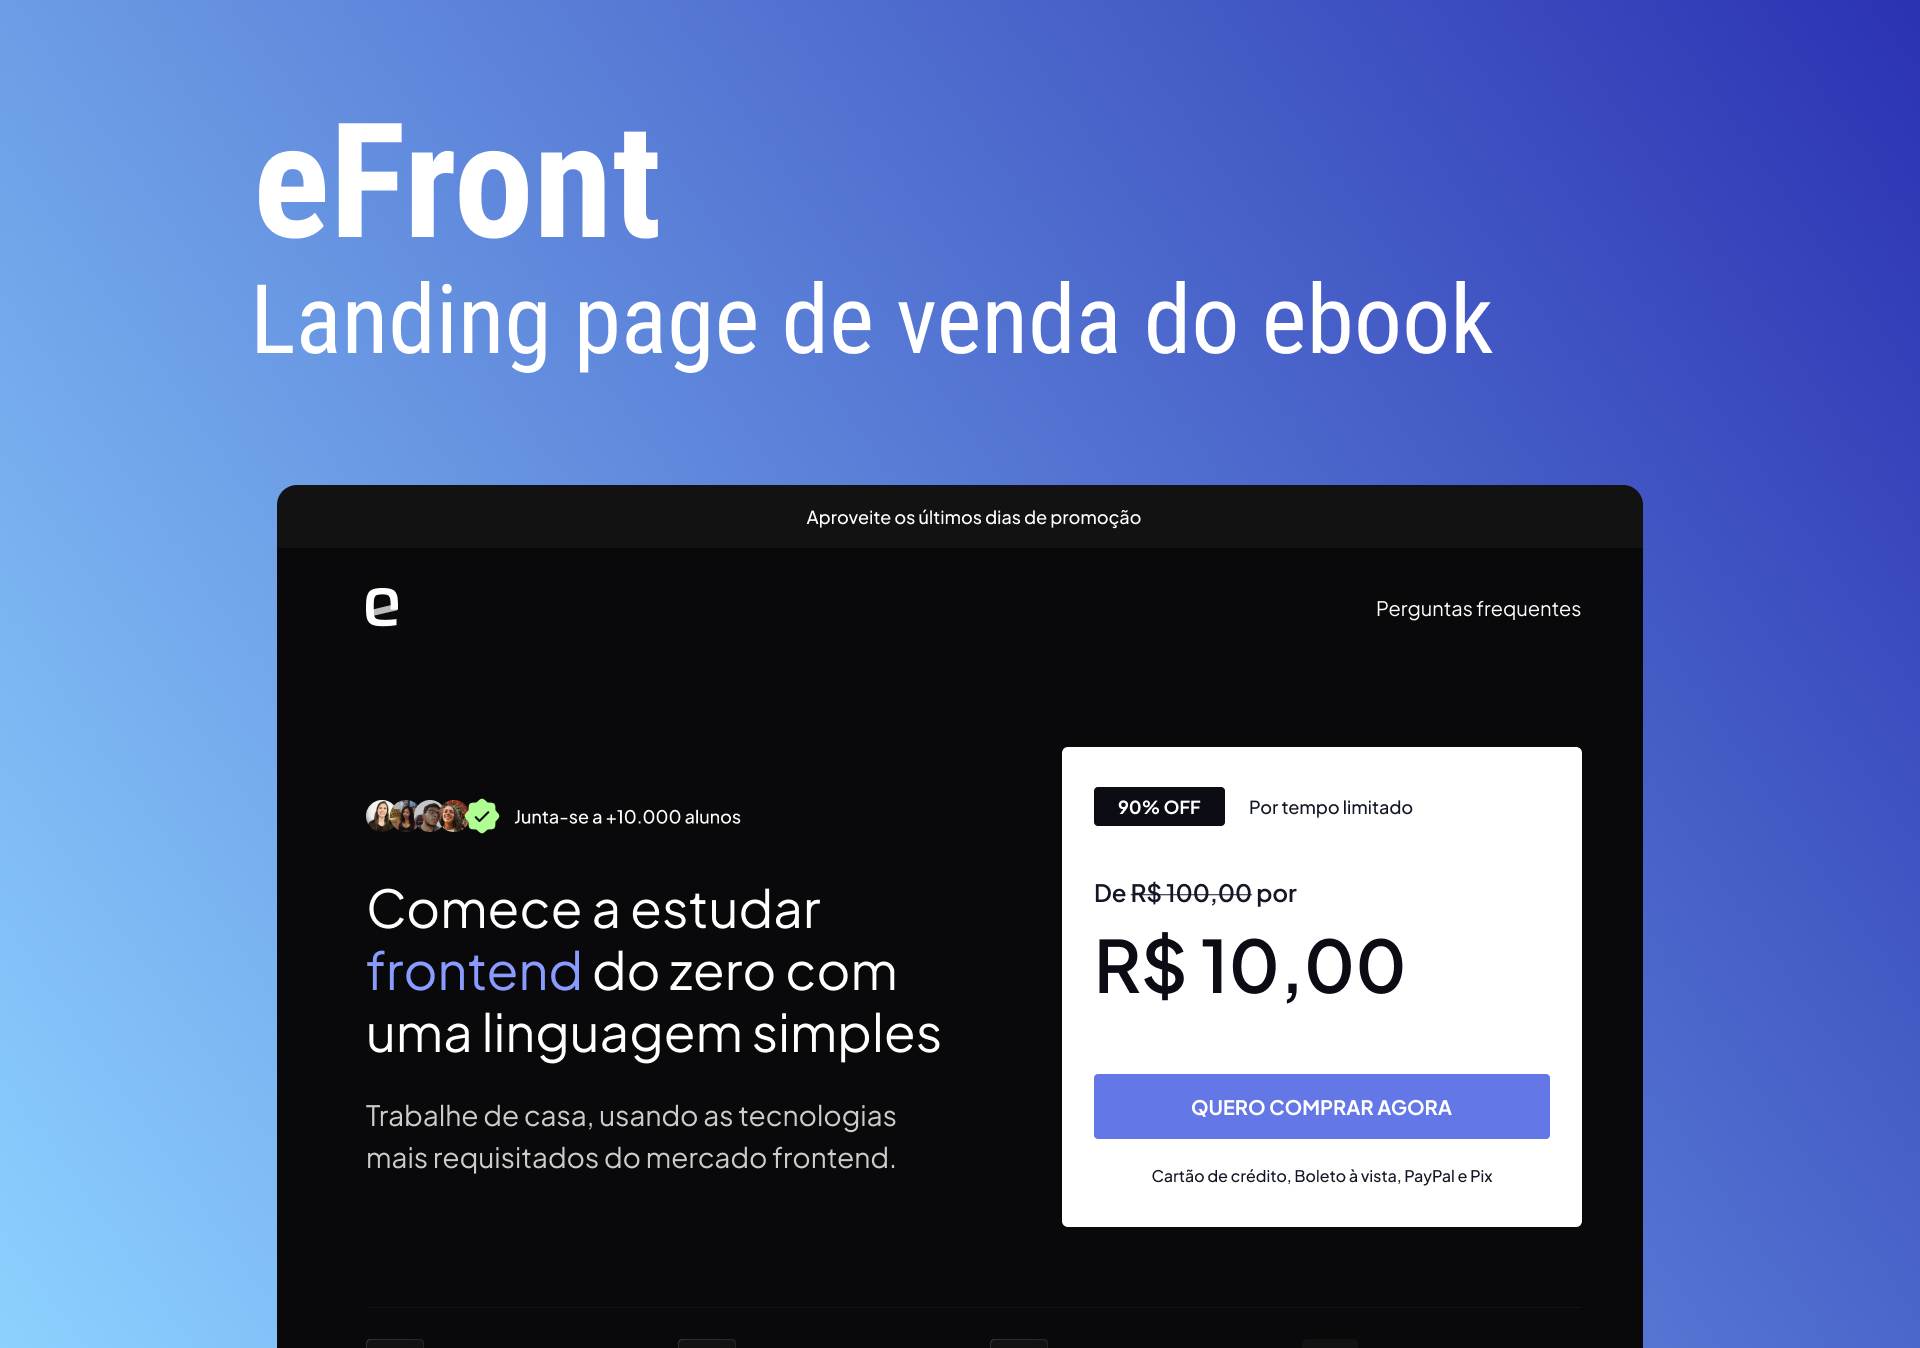 eFront
Landing page de venda do ebook
Aproveite os últimos dias de promoção
e
Perguntas frequentes
Junta-se a +10.000 alunos
Comece a estudar
frontend do zero com
uma linguagem simples
Trabalhe de casa, usando as tecnologias
mais requisitados do mercado frontend.
90% OFF
Por tempo limitado
De R$ 100,00 por
R$ 10,00
QUERO COMPRAR AGORA
Cartão de crédito, Boleto à vista, PayPal e Pix